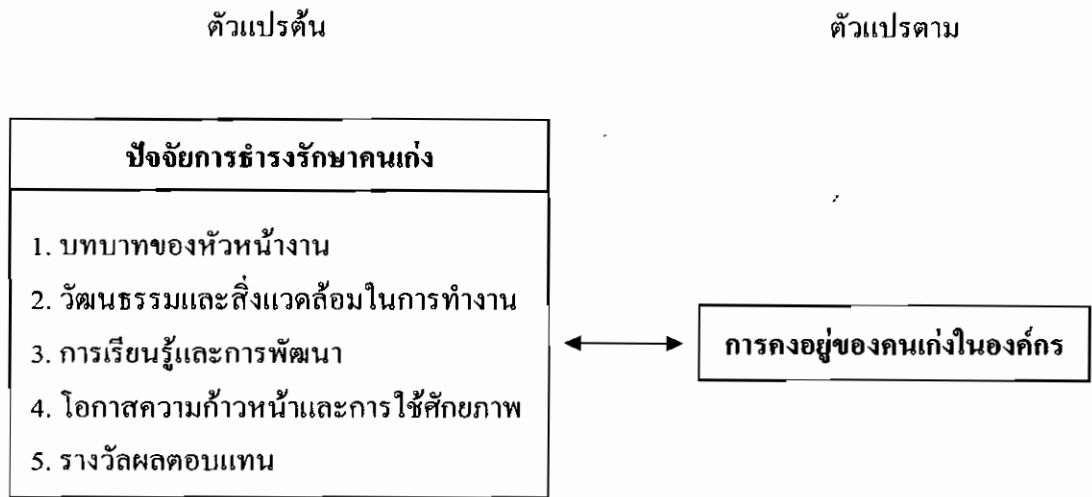 ตัวแปรต้น
ตัวแปรตาม
ปัจจัยการธำรงรักษาคนเก่ง
1. บทบาทของหัวหน้างาน
2. วัฒนธรรมและสิ่งแวดล้อมในการทำงาน
3. การเรียนรู้และการพัฒนา
4. โอกาสความก้าวหน้าและการใช้ศักยภาพ
5. รางวัลผลตอบแทน
การคงอยู่ของคนเก่งในองค์กร